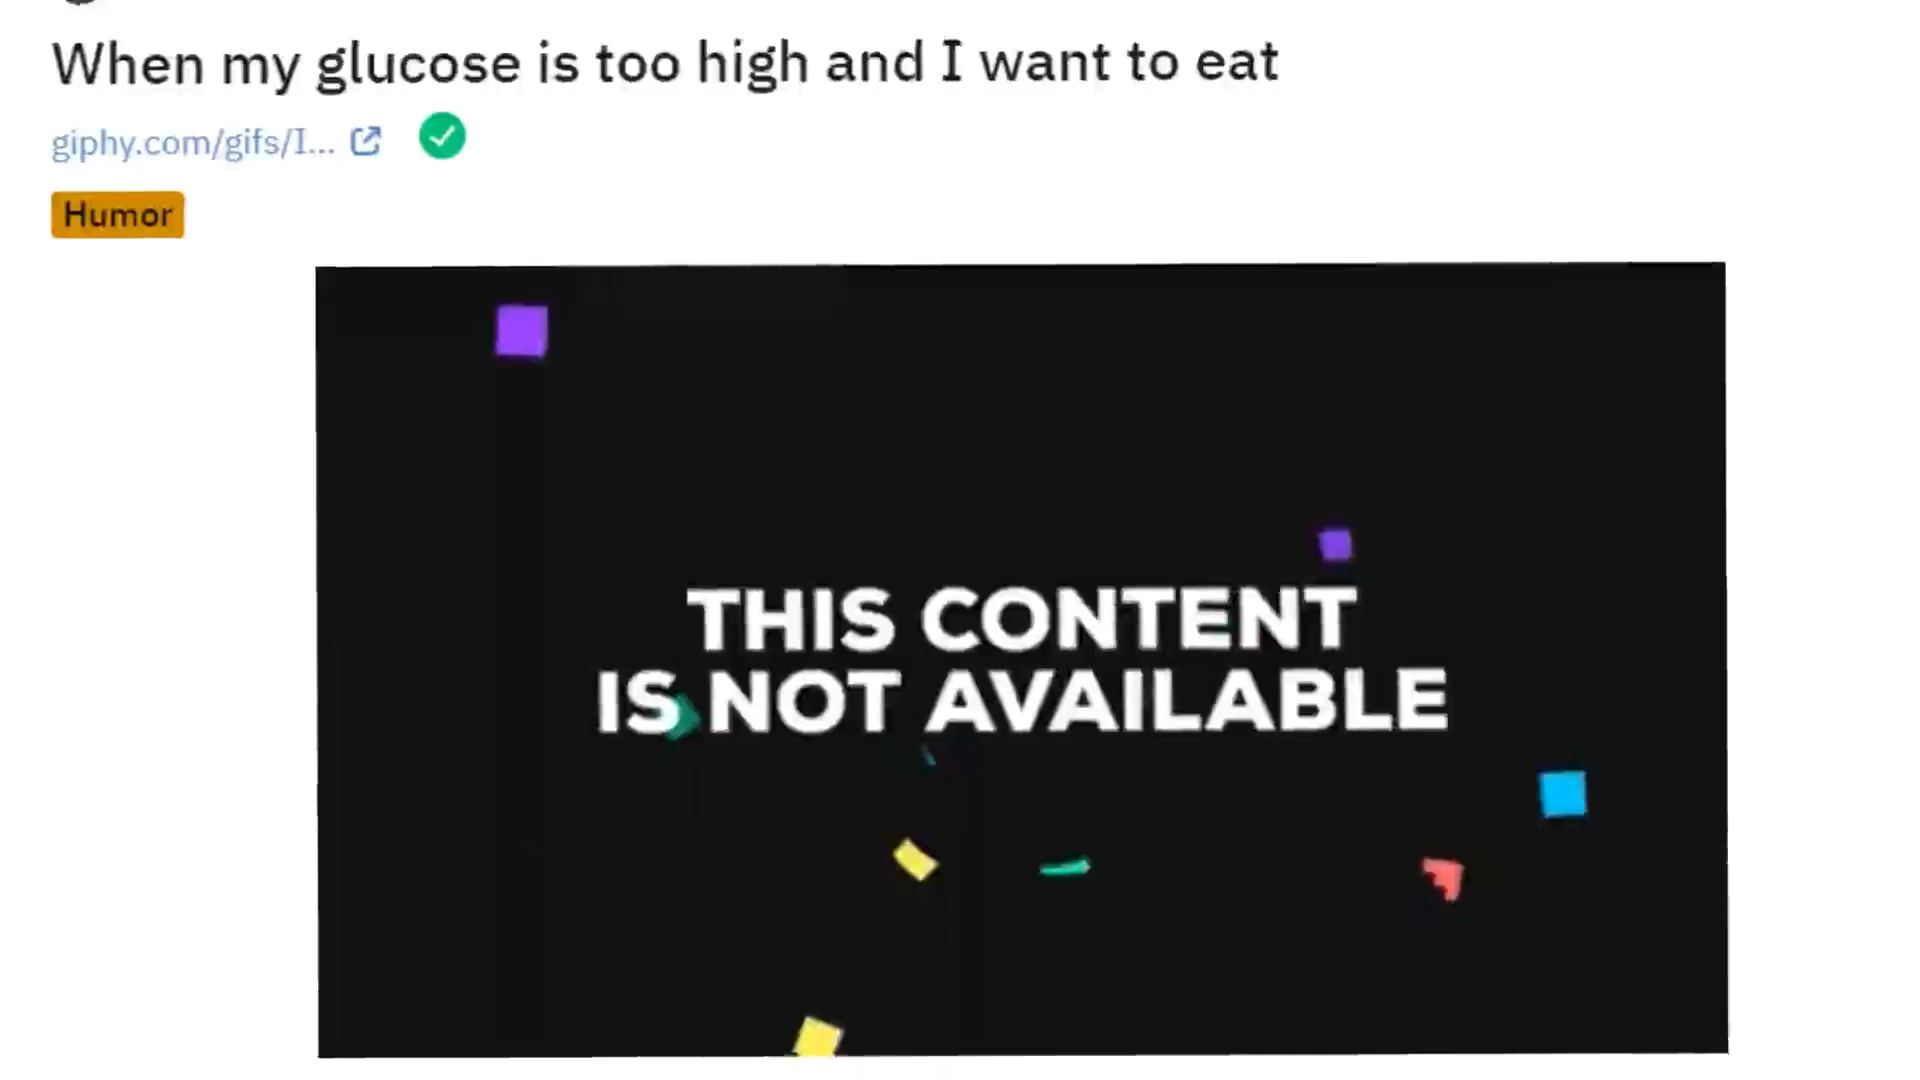 When my glucose is too high and I want to eat
giphy.com/gifs/I...
Humor
THIS CONTENT
IS NOT AVAILABLE